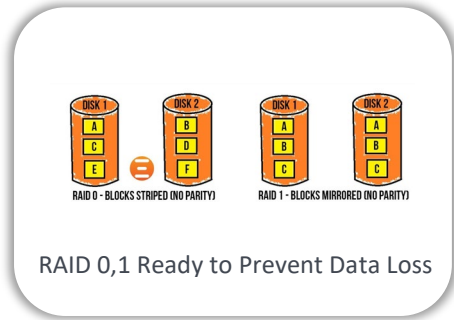 DISK 1 DISK 2 DISK 1 DISK 2
A B A A
C D B B
E F C C
RAID 0 - BLOCKS STRIPED (NO PARITY) RAID 1 - BLOCKS MIRRORED (NO PARITY)
RAID 0,1 Ready to Prevent Data Loss